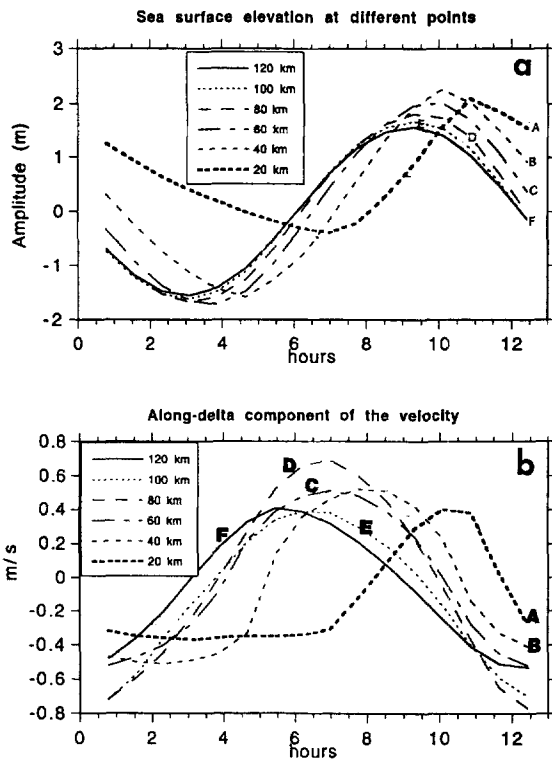 Sea surface elevation at different points
a
3
2
1
0
-1
-2
Amplitude (m)
120 km
100 km
80 km
60 km
40 km
20 km
A
B
C
D
E
F
0 2 4 6 8 10 12
hours
Along-delta component of the velocity
b
0.8
0.6
0.4
0.2
0
-0.2
-0.4
-0.6
-0.8
m/s
120 km
100 km
80 km
60 km
40 km
20 km
D
C
F
E
A
B
0 2 4 6 8 10 12
hours